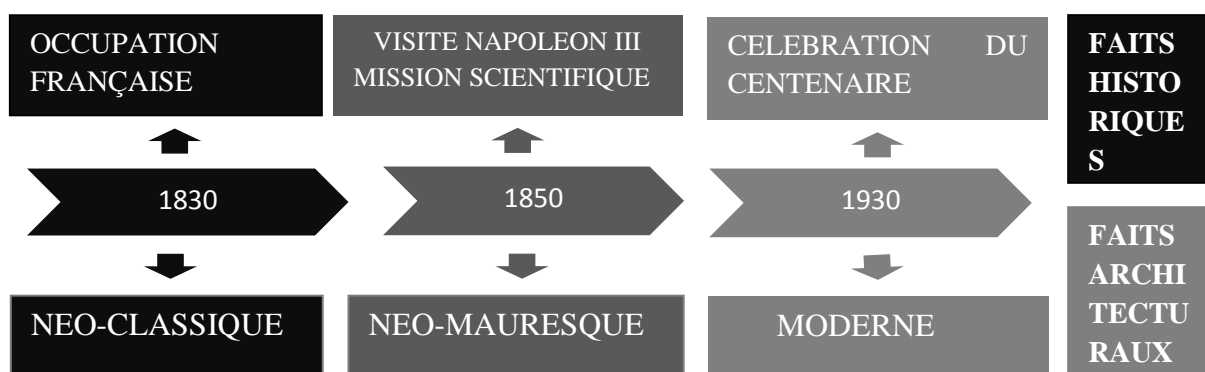 OCCUPATION
FRANÇAISE
VISITE NAPOLEON III
MISSION SCIENTIFIQUE
CELEBRATION DU
CENTENAIRE
FAITS
HISTO
RIQUE
S
1830
1850
1930
NEO-CLASSIQUE
NEO-MAURESQUE
MODERNE
FAITS
ARCHI
TECTU
RAUX